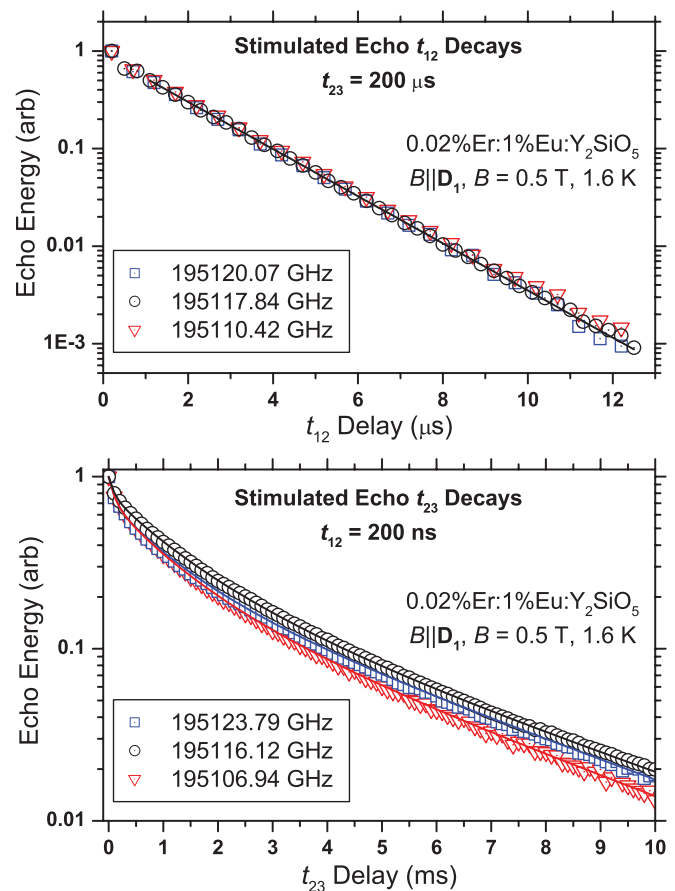 Stimulated Echo t₁₂ Decays
t₂₃ = 200 μs
0.02%Er:1%Eu:Y₂SiO₅
B||D₁, B = 0.5 T, 1.6 K
195120.07 GHz
195117.84 GHz
195110.42 GHz
Echo Energy (arb)
1
0.1
0.01
1E-3
0 2 4 6 8 10 12
t₁₂ Delay (μs)
Stimulated Echo t₂₃ Decays
t₁₂ = 200 ns
0.02%Er:1%Eu:Y₂SiO₅
B||D₁, B = 0.5 T, 1.6 K
195123.79 GHz
195116.12 GHz
195106.94 GHz
Echo Energy (arb)
1
0.1
0.01
0 1 2 3 4 5 6 7 8 9 10
t₂₃ Delay (ms)